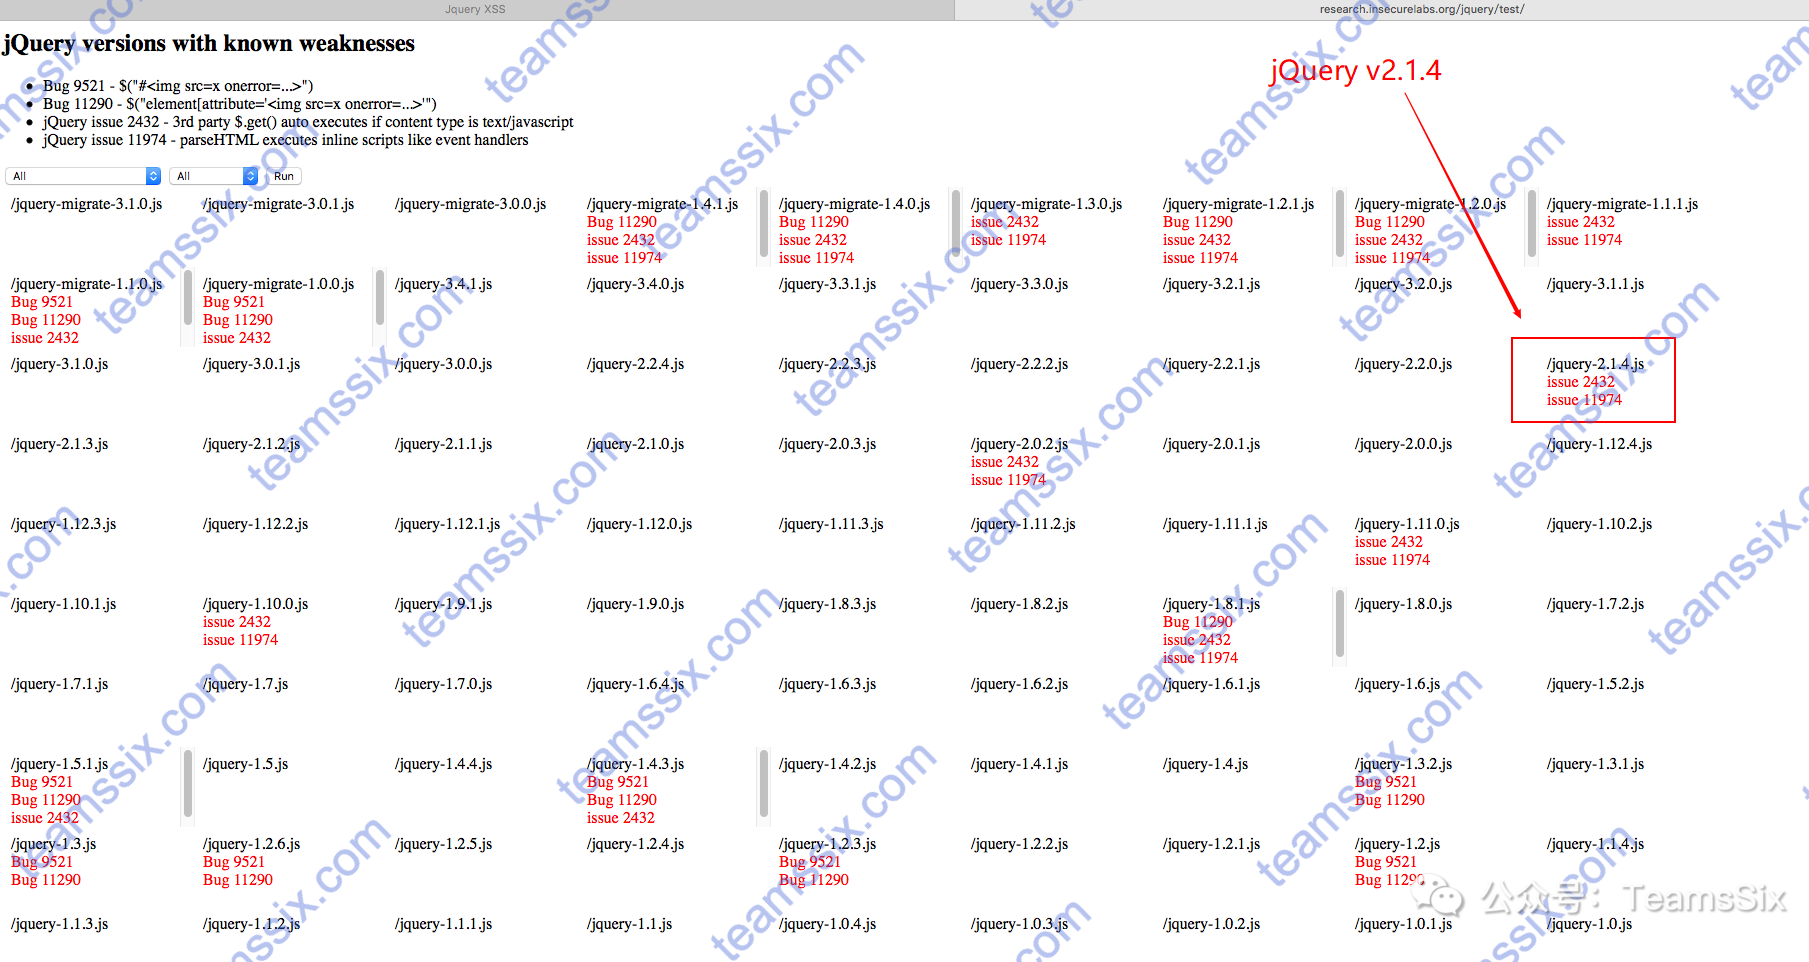 Jquery XSS
research.insecurelabs.org/jquery/test/
jQuery versions with known weaknesses
jQuery v2.1.4
Bug 9521 - $("#<img src=x onerror=...>")
Bug 11290 - $("element[attribute='<img src=x onerror=...>'")
jQuery issue 2432 - 3rd party $.get() auto executes if content type is text/javascript
jQuery issue 11974 - parseHTML executes inline scripts like event handlers
All All Run
/jquery-migrate-3.1.0.js /jquery-migrate-3.0.1.js /jquery-migrate-3.0.0.js /jquery-migrate-1.4.1.js /jquery-migrate-1.4.0.js /jquery-migrate-1.3.0.js /jquery-migrate-1.2.1.js /jquery-migrate-1.2.0.js /jquery-migrate-1.1.1.js
Bug 11290 Bug 11290 issue 2432 Bug 11290 Bug 11290 issue 2432
issue 2432 issue 2432 issue 11974 issue 2432 issue 2432 issue 11974
issue 11974 issue 11974 issue 11974 issue 11974
/jquery-migrate-1.1.0.js /jquery-migrate-1.0.0.js /jquery-3.4.1.js /jquery-3.4.0.js /jquery-3.3.1.js /jquery-3.3.0.js /jquery-3.2.1.js /jquery-3.2.0.js /jquery-3.1.1.js
Bug 9521 Bug 9521
Bug 11290 Bug 11290
issue 2432 issue 2432
/jquery-3.1.0.js /jquery-3.0.1.js /jquery-3.0.0.js /jquery-2.2.4.js /jquery-2.2.3.js /jquery-2.2.2.js /jquery-2.2.1.js /jquery-2.2.0.js /jquery-2.1.4.js
issue 2432
issue 11974
/jquery-2.1.3.js /jquery-2.1.2.js /jquery-2.1.1.js /jquery-2.1.0.js /jquery-2.0.3.js /jquery-2.0.2.js /jquery-2.0.1.js /jquery-2.0.0.js /jquery-1.12.4.js
issue 2432
issue 11974
/jquery-1.12.3.js /jquery-1.12.2.js /jquery-1.12.1.js /jquery-1.12.0.js /jquery-1.11.3.js /jquery-1.11.2.js /jquery-1.11.1.js /jquery-1.11.0.js /jquery-1.10.2.js
issue 2432
issue 11974
/jquery-1.10.1.js /jquery-1.10.0.js /jquery-1.9.1.js /jquery-1.9.0.js /jquery-1.8.3.js /jquery-1.8.2.js /jquery-1.8.1.js /jquery-1.8.0.js /jquery-1.7.2.js
issue 2432 Bug 11290
issue 11974 issue 2432
issue 11974
/jquery-1.7.1.js /jquery-1.7.js /jquery-1.7.0.js /jquery-1.6.4.js /jquery-1.6.3.js /jquery-1.6.2.js /jquery-1.6.1.js /jquery-1.6.js /jquery-1.5.2.js
/jquery-1.5.1.js /jquery-1.5.js /jquery-1.4.4.js /jquery-1.4.3.js /jquery-1.4.2.js /jquery-1.4.1.js /jquery-1.4.js /jquery-1.3.2.js /jquery-1.3.1.js
Bug 9521 Bug 9521 Bug 9521
Bug 11290 Bug 11290 Bug 11290
issue 2432 issue 2432
/jquery-1.3.js /jquery-1.2.6.js /jquery-1.2.5.js /jquery-1.2.4.js /jquery-1.2.3.js /jquery-1.2.2.js /jquery-1.2.1.js /jquery-1.2.js /jquery-1.1.4.js
Bug 9521 Bug 9521 Bug 9521 Bug 9521
Bug 11290 Bug 11290 Bug 11290 Bug 11290
/jquery-1.1.3.js /jquery-1.1.2.js /jquery-1.1.1.js /jquery-1.1.js /jquery-1.0.4.js /jquery-1.0.3.js /jquery-1.0.2.js /jquery-1.0.1.js /jquery-1.0.js
公众号：TeamsSix
teamssix.com